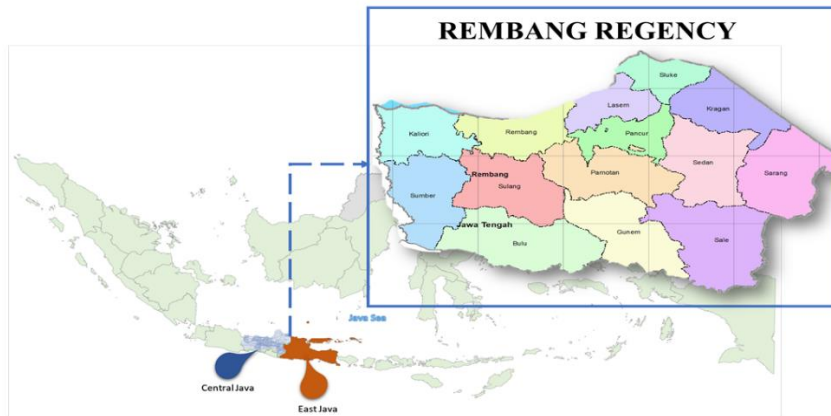 REMBANG REGENCY
Sluke
Lasem
Kragan
Kaliori
Rembang
Pancur
Sedan
Sarang
Rembang
Pamotan
Sumber
Sulang
Jawa Tengah
Gunem
Bulu
Sale
Java Sea
Central Java
East Java